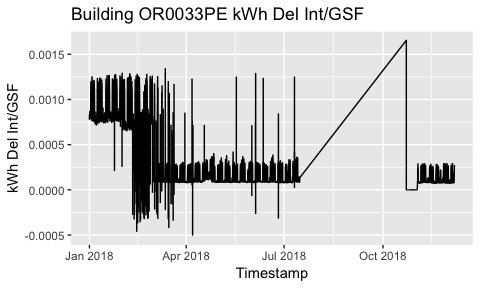 Building OR0033PE kWh Del Int/GSF
kWh Del Int/GSF
0.0015
0.0010
0.0005
0.0000
-0.0005
Jan 2018 Apr 2018 Jul 2018 Oct 2018
Timestamp